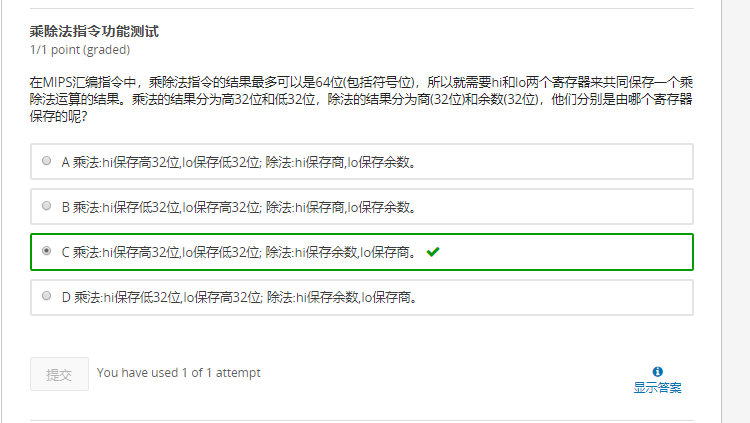 乘除法指令功能测试
1/1 point (graded)
在MIPS汇编指令中，乘除法指令的结果最多可以是64位(包括符号位)，所以就需要hi和lo两个寄存器来共同保存一个乘
除法运算的结果。乘法的结果分为高32位和低32位，除法的结果分为商(32位)和余数(32位)，他们分别是由哪个寄存器
保存的呢?
A 乘法:hi保存高32位,lo保存低32位; 除法:hi保存商,lo保存余数。
B 乘法:hi保存低32位,lo保存高32位; 除法:hi保存商,lo保存余数。
C 乘法:hi保存高32位,lo保存低32位; 除法:hi保存余数,lo保存商。
D 乘法:hi保存低32位,lo保存高32位; 除法:hi保存余数,lo保存商。
提交 You have used 1 of 1 attempt
显示答案